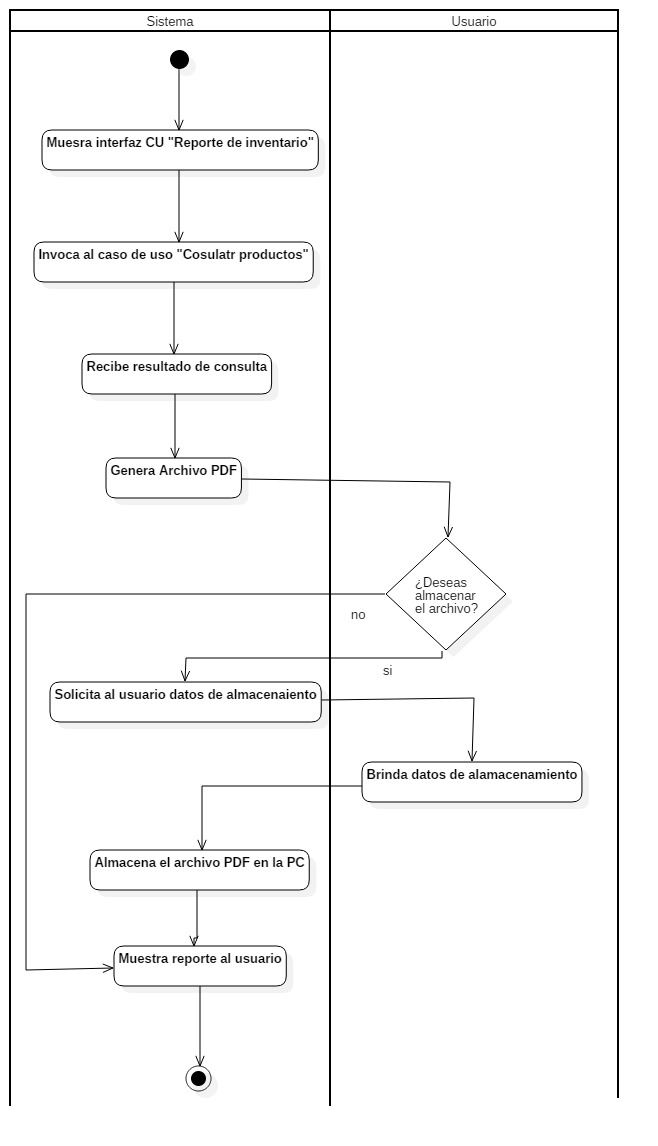 Sistema
Usuario
Muesra interfaz CU "Reporte de inventario"
Invoca al caso de uso "Cosulatr productos"
Recibe resultado de consulta
Genera Archivo PDF
¿Deseas
almacenar
el archivo?
no
si
Solicita al usuario datos de almacenaiento
Brinda datos de alamacenamiento
Almacena el archivo PDF en la PC
Muestra reporte al usuario